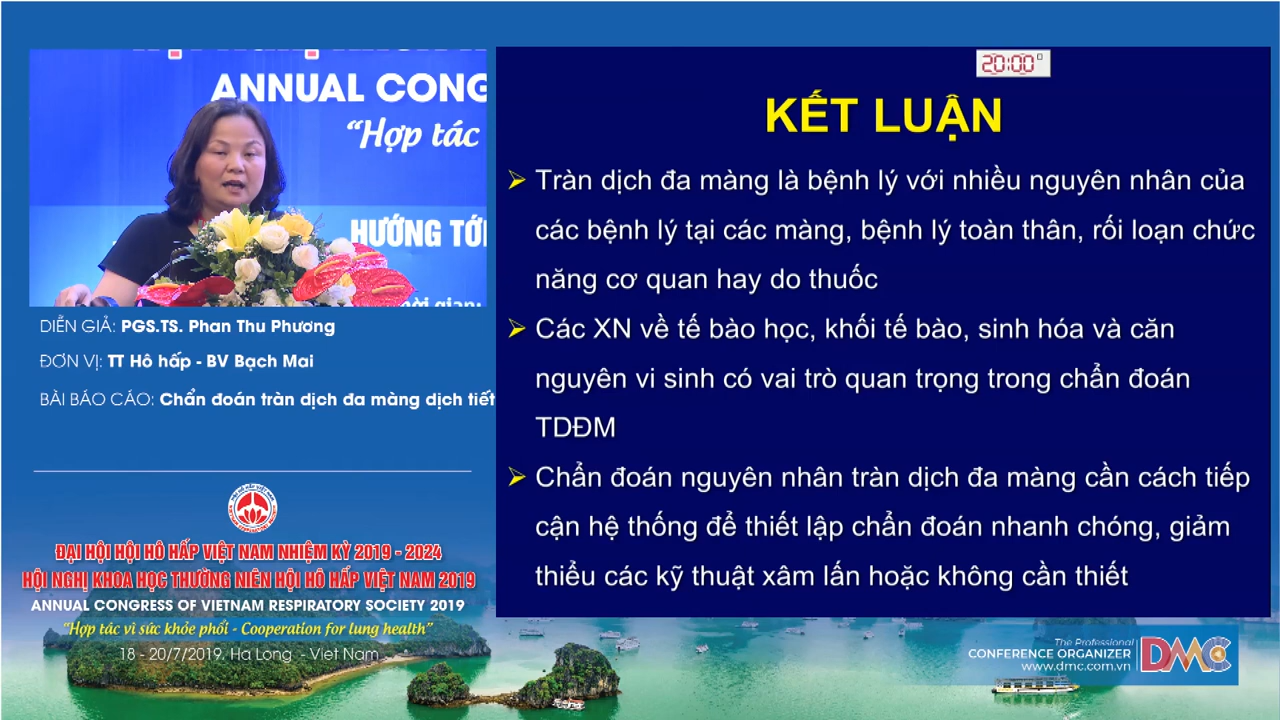 ANNUAL CONG
“Hợp tác
HƯỚNG TỚI
DIỄN GIẢ: PGS.TS. Phan Thu Phương
ĐƠN VỊ: TT Hô hấp - BV Bạch Mai
BÀI BÁO CÁO: Chẩn đoán tràn dịch đa màng dịch tiết
ĐẠI HỘI HỘI HÔ HẤP VIỆT NAM NHIỆM KỲ 2019 - 2024
HỘI NGHỊ KHOA HỌC THƯỜNG NIÊN HỘI HÔ HẤP VIỆT NAM 2019
ANNUAL CONGRESS OF VIETNAM RESPIRATORY SOCIETY 2019
“Hợp tác vì sức khỏe phổi - Cooperation for lung health”
18 - 20/7/2019. Ha Long - Viet Nam
20:00
KẾT LUẬN
Tràn dịch đa màng là bệnh lý với nhiều nguyên nhân của
các bệnh lý tại các màng, bệnh lý toàn thân, rối loạn chức
năng cơ quan hay do thuốc
Các XN về tế bào học, khối tế bào, sinh hóa và căn
nguyên vi sinh có vai trò quan trọng trong chẩn đoán
TDĐM
Chẩn đoán nguyên nhân tràn dịch đa màng cần cách tiếp
cận hệ thống để thiết lập chẩn đoán nhanh chóng, giảm
thiểu các kỹ thuật xâm lấn hoặc không cần thiết
The Professional
CONFERENCE ORGANIZER
www.dmc.com.vn
DMC